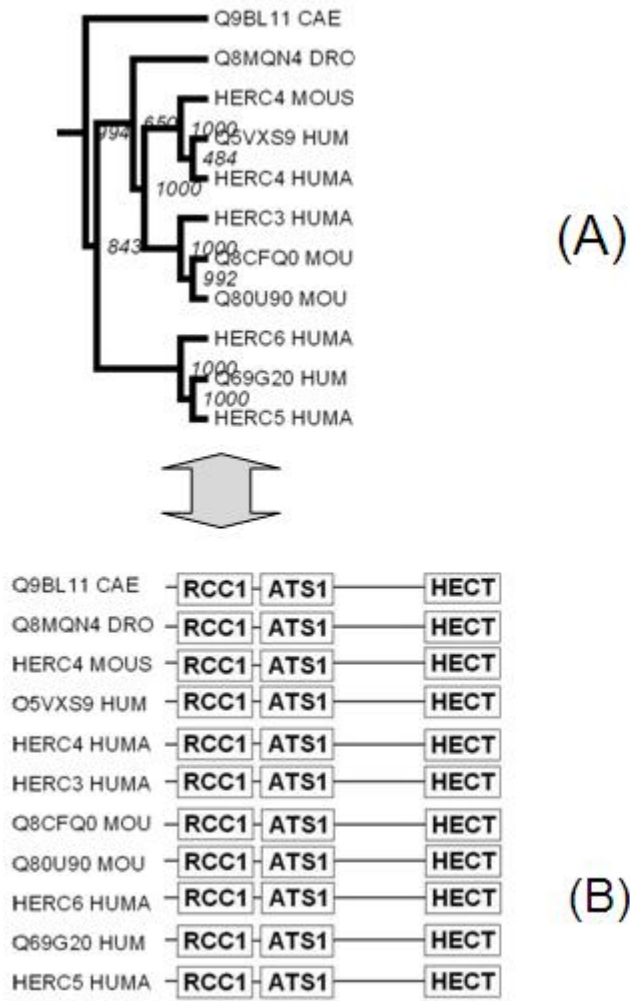 Q9BL11 CAE
Q8MQN4 DRO
HERC4 MOUS
994 650 1000
Q5VXS9 HUM
484
HERC4 HUMA
1000
HERC3 HUMA
843 1000
Q8CFQ0 MOU
992
Q80U90 MOU
HERC6 HUMA
1000
Q69G20 HUM
1000
HERC5 HUMA
(A)
Q9BL11 CAE RCC1 ATS1 HECT
Q8MQN4 DRO RCC1 ATS1 HECT
HERC4 MOUS RCC1 ATS1 HECT
O5VXS9 HUM RCC1 ATS1 HECT
HERC4 HUMA RCC1 ATS1 HECT
HERC3 HUMA RCC1 ATS1 HECT
Q8CFQ0 MOU RCC1 ATS1 HECT
Q80U90 MOU RCC1 ATS1 HECT
HERC6 HUMA RCC1 ATS1 HECT
Q69G20 HUM RCC1 ATS1 HECT
HERC5 HUMA RCC1 ATS1 HECT
(B)